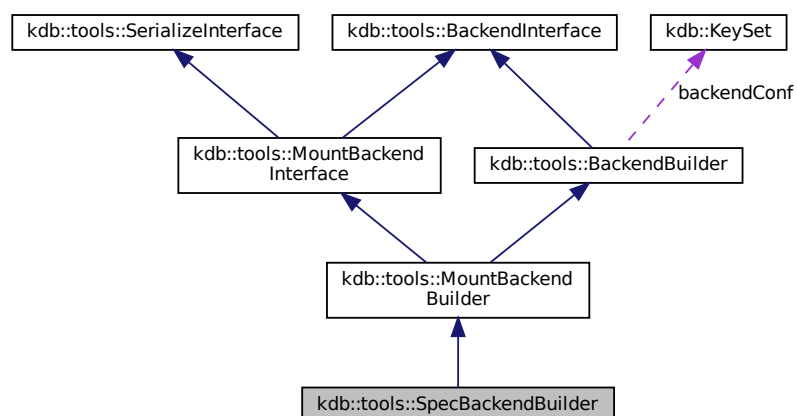 kdb::tools::SerializeInterface
kdb::tools::BackendInterface
kdb::KeySet
backendConf
kdb::tools::MountBackend
Interface
kdb::tools::BackendBuilder
kdb::tools::MountBackend
Builder
kdb::tools::SpecBackendBuilder